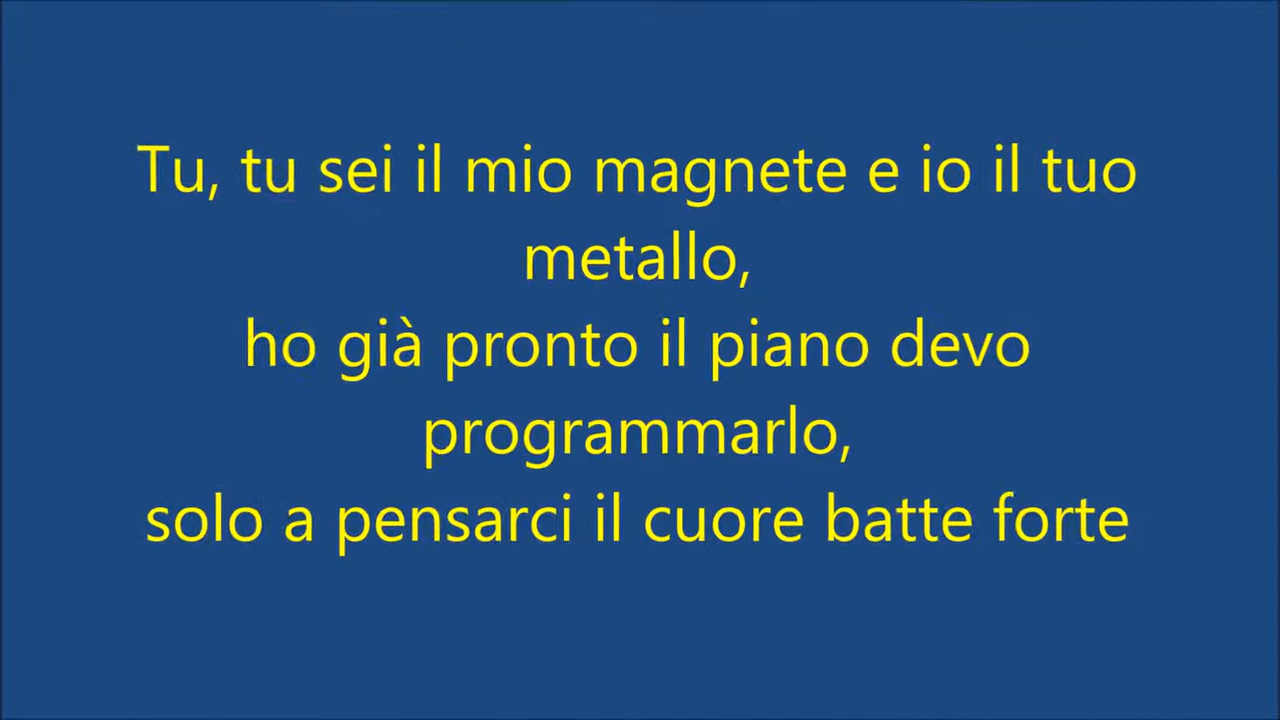 Tu, tu sei il mio magnete e io il tuo
metallo,
ho già pronto il piano devo
programmarlo,
solo a pensarci il cuore batte forte